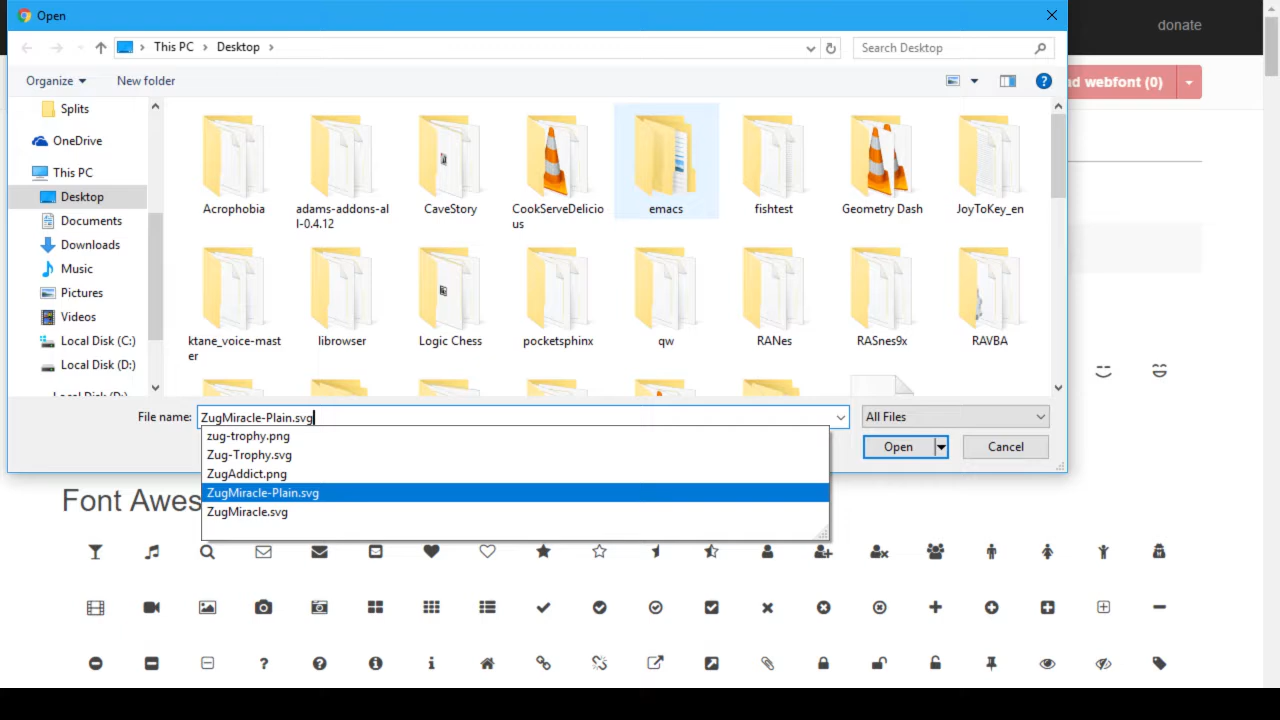 Open
donate
This PC
Desktop
Search Desktop
d webfont (0)
Organize
New folder
Splits
OneDrive
This PC
Desktop
Documents
Downloads
Music
Pictures
Videos
Local Disk (C:)
Local Disk (D:)
Acrophobia
adams-addons-al
l-0.4.12
CaveStory
CookServeDelicio
us
emacs
fishtest
Geometry Dash
JoyToKey_en
ktane_voice-mast
er
librowser
Logic Chess
pocketsphinx
qw
RANes
RASnes9x
RAVBA
File name:
ZugMiracle-Plain.svg
All Files
zug-trophy.png
Zug-Trophy.svg
ZugAddict.png
ZugMiracle-Plain.svg
ZugMiracle.svg
Open
Cancel
Font Awes